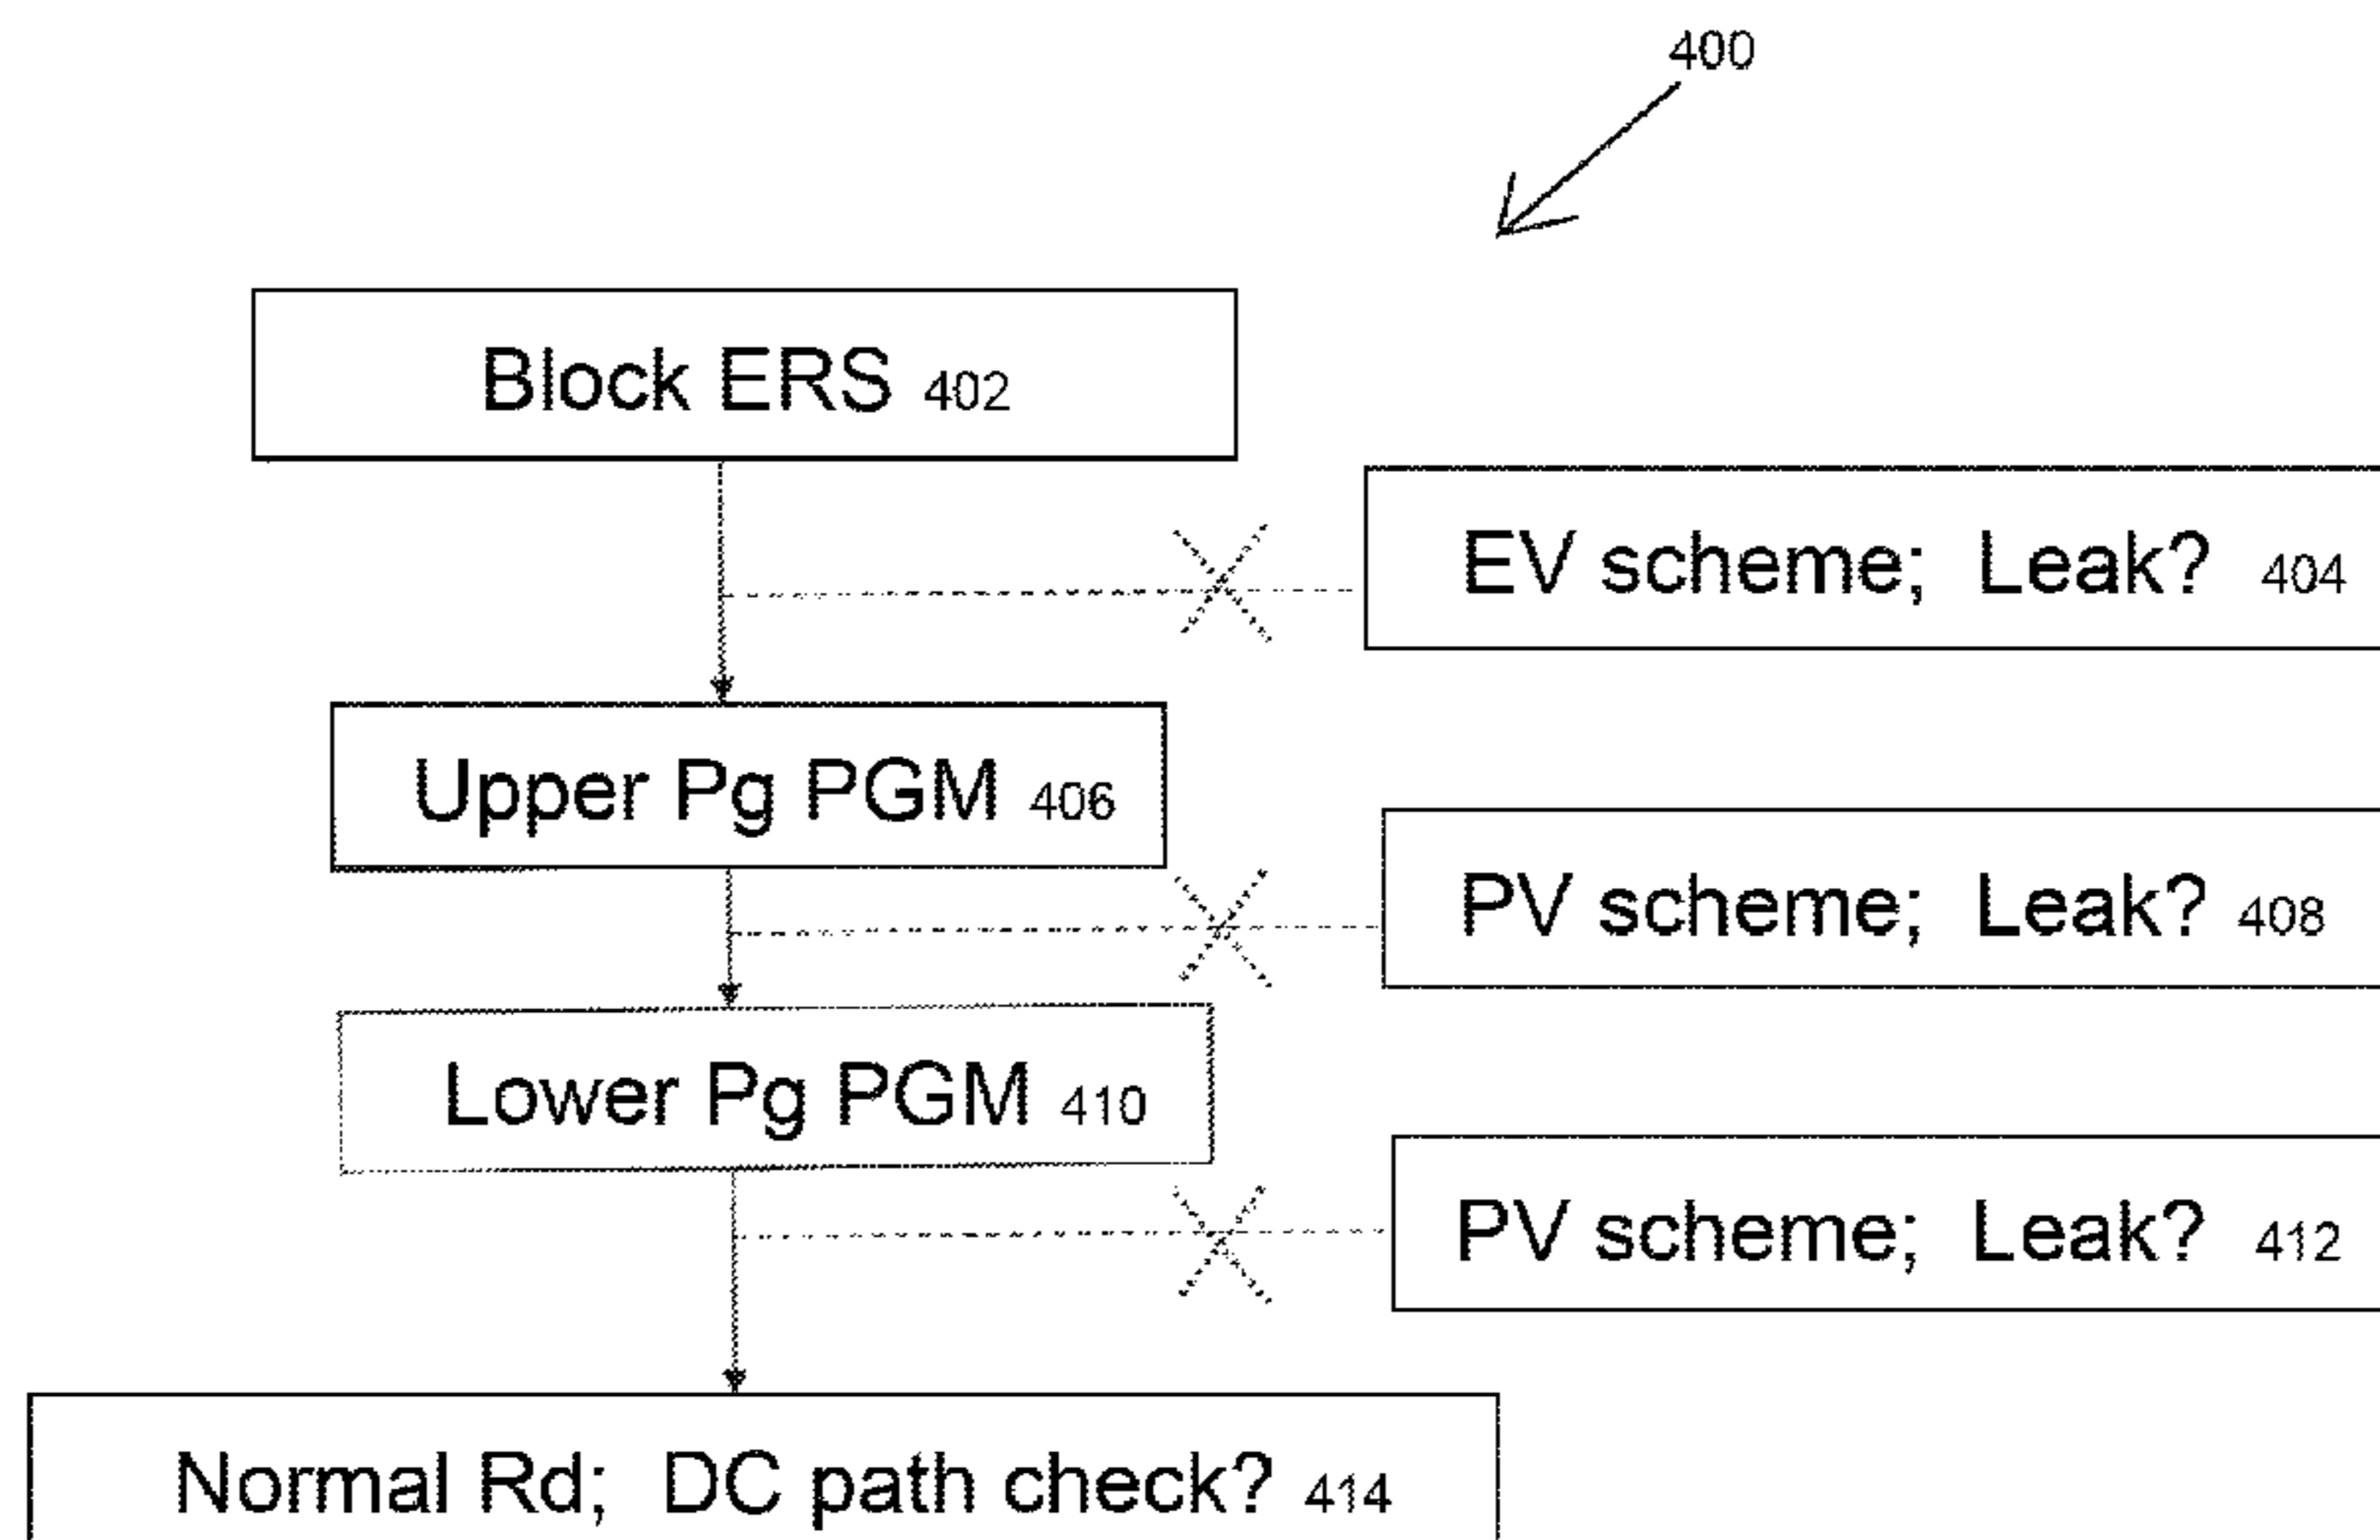 400
Block ERS 402
EV scheme; Leak? 404
Upper Pg PGM 406
PV scheme; Leak? 408
Lower Pg PGM 410
PV scheme; Leak? 412
Normal Rd; DC path check? 414